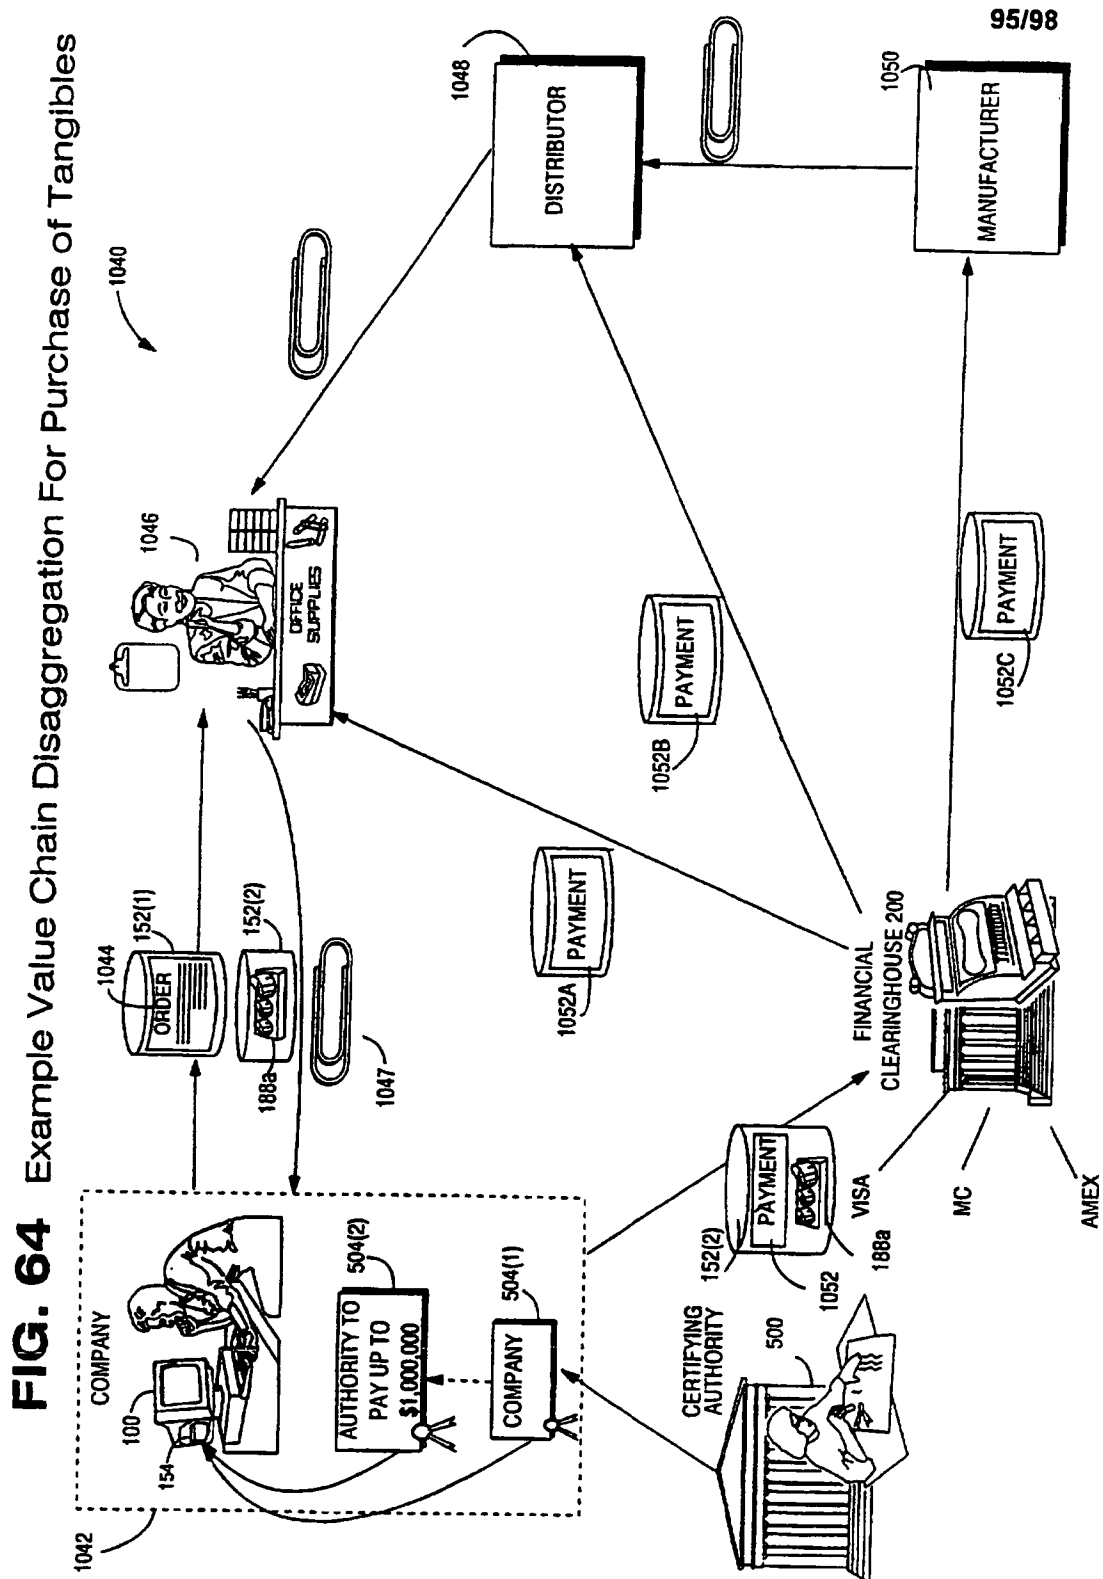 95/98
FIG. 64 Example Value Chain Disaggregation For Purchase of Tangibles
1040
1042
COMPANY
100
154
AUTHORITY TO
PAY UP TO
$1,000,000
504(2)
COMPANY
504(1)
1044
ORDER
152(1)
152(2)
188a
1047
1046
OFFICE
SUPPLIES
1048
DISTRIBUTOR
1050
MANUFACTURER
CERTIFYING
AUTHORITY
500
152(2)
PAYMENT
1052
188a
VISA
MC
AMEX
FINANCIAL
CLEARINGHOUSE 200
PAYMENT
1052A
PAYMENT
1052B
PAYMENT
1052C